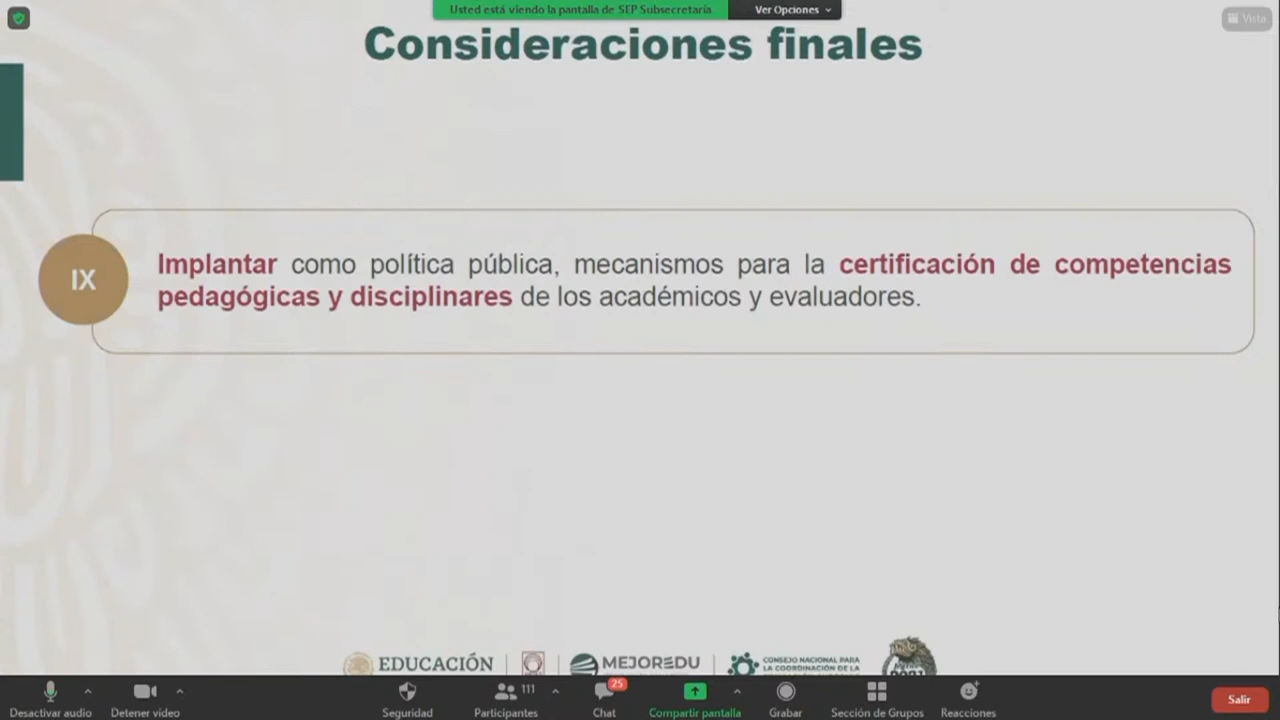 Usted está viendo la pantalla de SEP Subsecretaría
Ver Opciones
Vista
Consideraciones finales
IX
Implantar como política pública, mecanismos para la certificación de competencias
pedagógicas y disciplinares de los académicos y evaluadores.
EDUCACIÓN
MEJOREDU
CONSEJO NACIONAL PARA
LA COORDINACIÓN DE LA
Desactivar audio
Detener vídeo
Seguridad
111
Participantes
25
Chat
Compartir pantalla
Grabar
Sección de Grupos
Reacciones
Salir